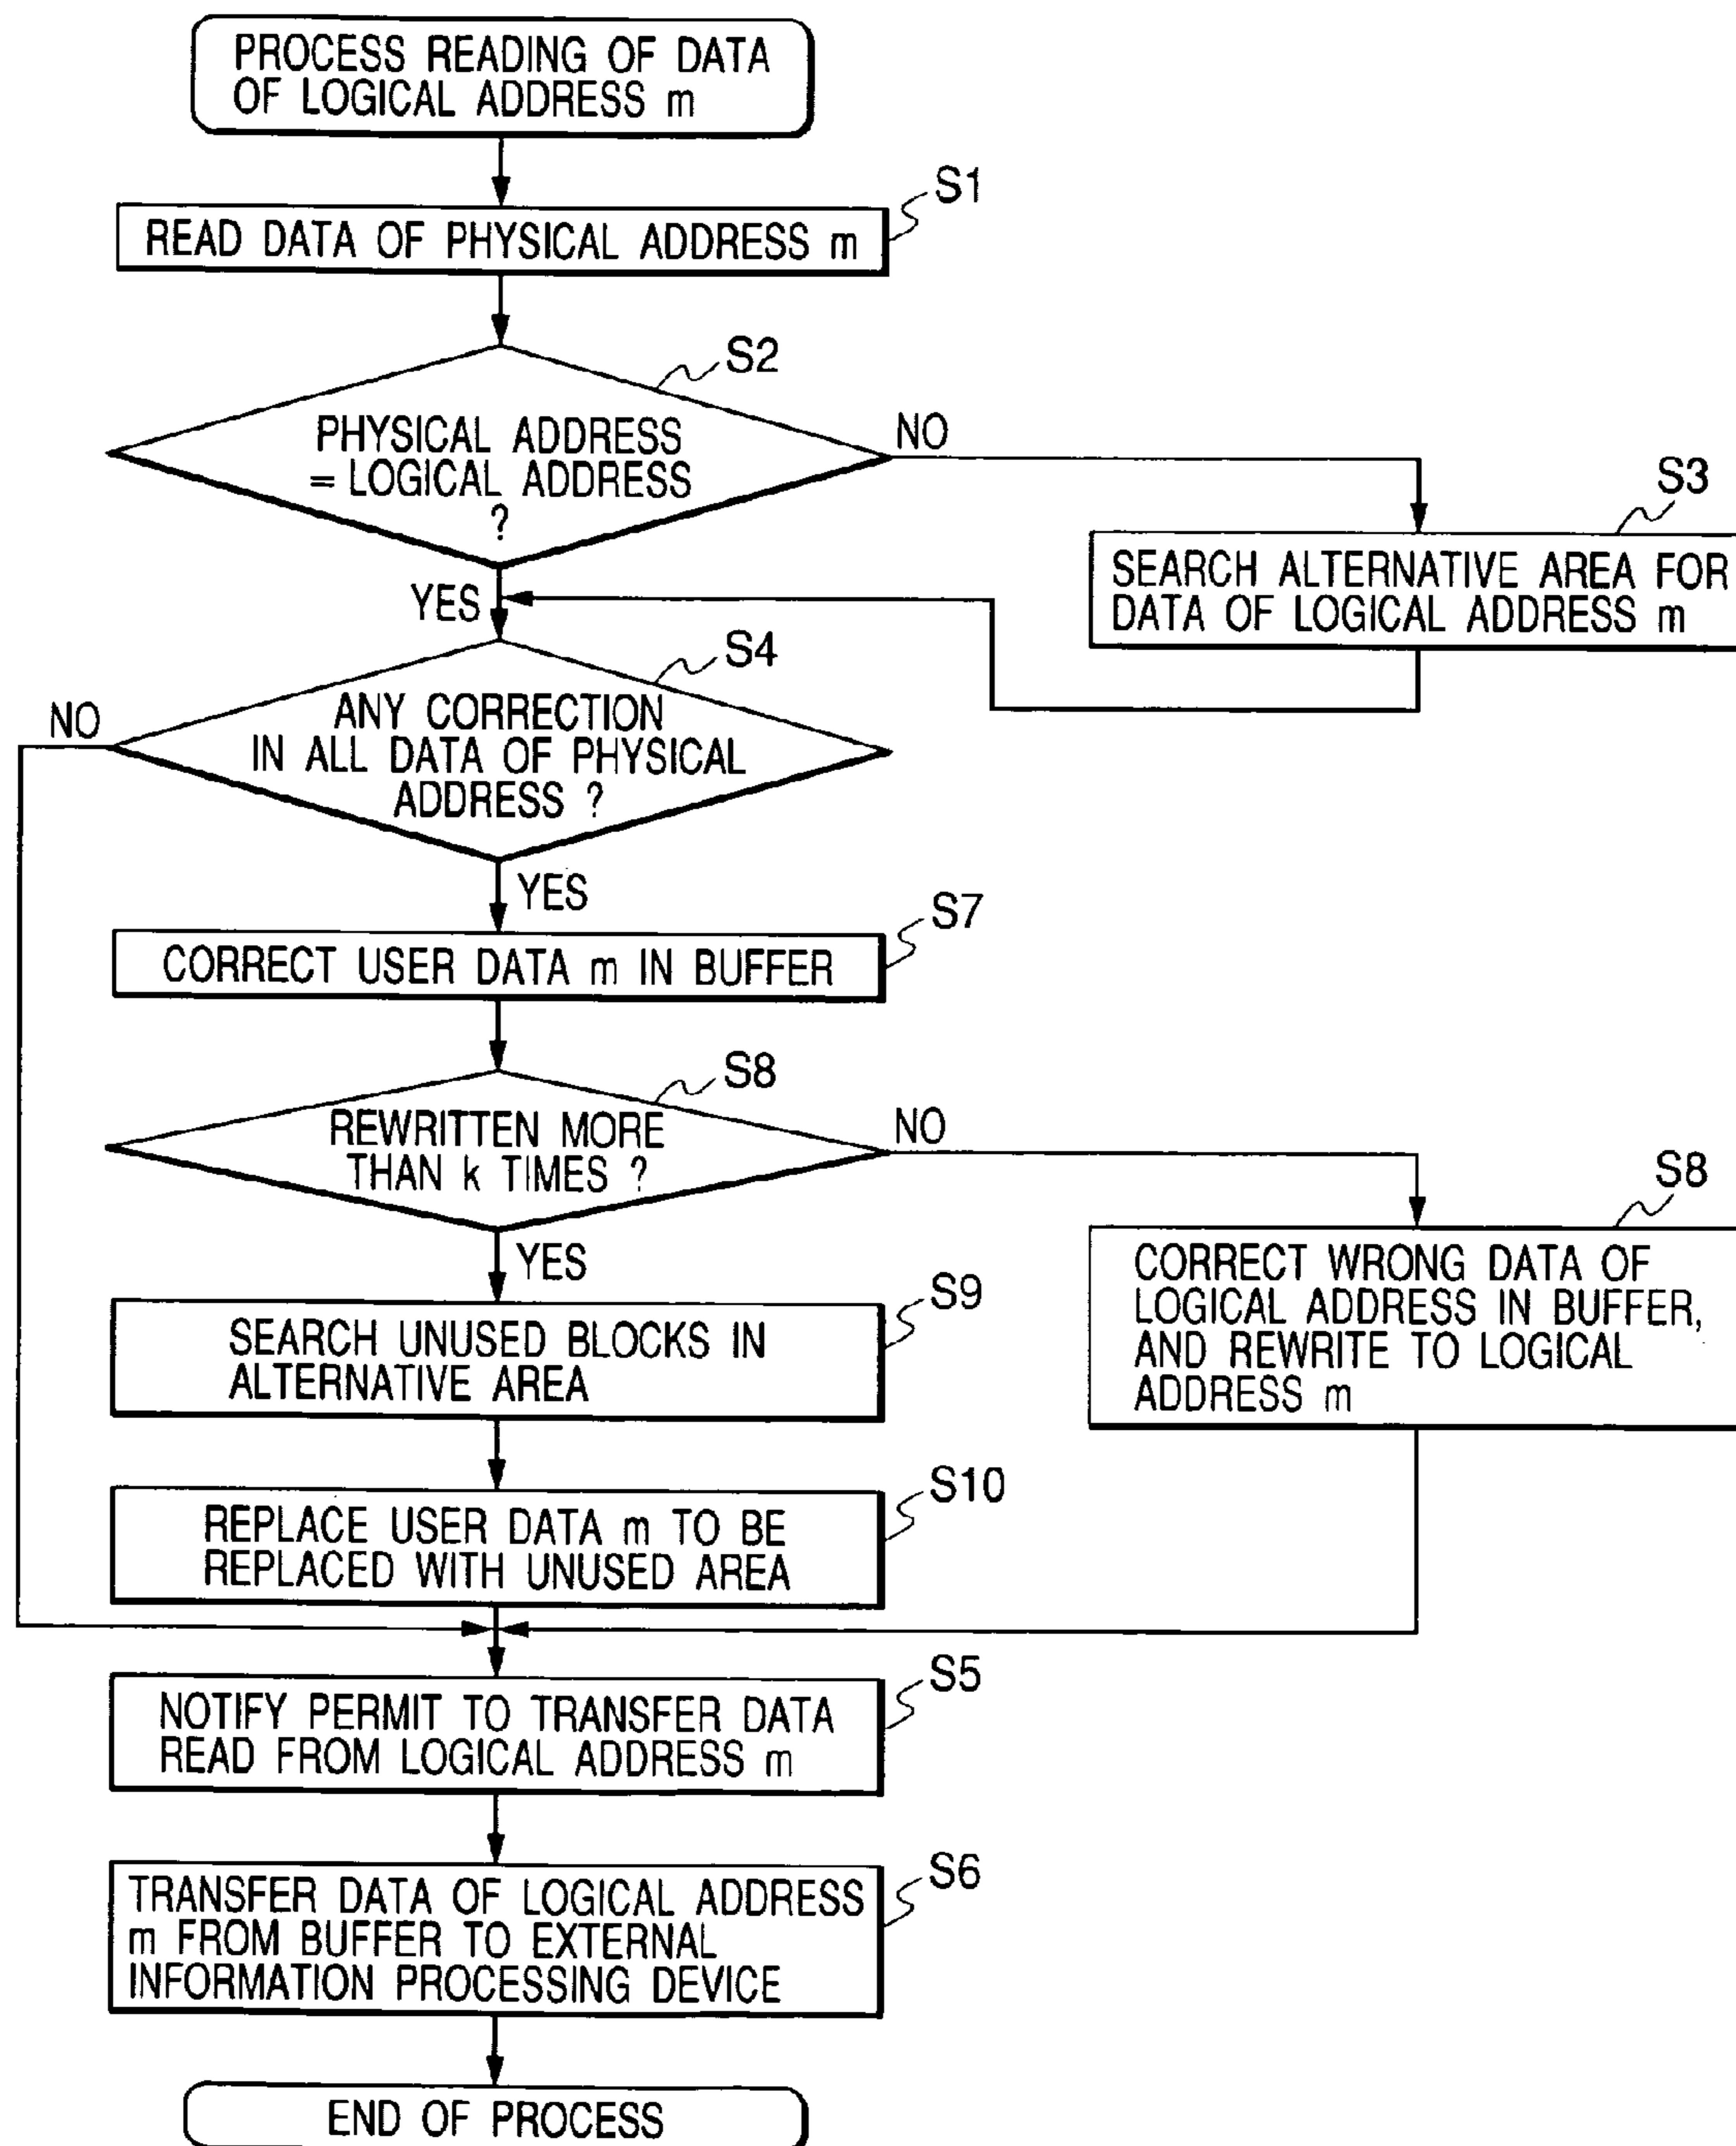 PROCESS READING OF DATA
OF LOGICAL ADDRESS m
S1
READ DATA OF PHYSICAL ADDRESS m
S2
PHYSICAL ADDRESS
= LOGICAL ADDRESS
?
NO
YES
S3
SEARCH ALTERNATIVE AREA FOR
DATA OF LOGICAL ADDRESS m
S4
ANY CORRECTION
IN ALL DATA OF PHYSICAL
ADDRESS ?
NO
YES
S7
CORRECT USER DATA m IN BUFFER
S8
REWRITTEN MORE
THAN k TIMES ?
NO
YES
S8
CORRECT WRONG DATA OF
LOGICAL ADDRESS IN BUFFER,
AND REWRITE TO LOGICAL
ADDRESS m
S9
SEARCH UNUSED BLOCKS IN
ALTERNATIVE AREA
S10
REPLACE USER DATA m TO BE
REPLACED WITH UNUSED AREA
S5
NOTIFY PERMIT TO TRANSFER DATA
READ FROM LOGICAL ADDRESS m
S6
TRANSFER DATA OF LOGICAL ADDRESS
m FROM BUFFER TO EXTERNAL
INFORMATION PROCESSING DEVICE
END OF PROCESS